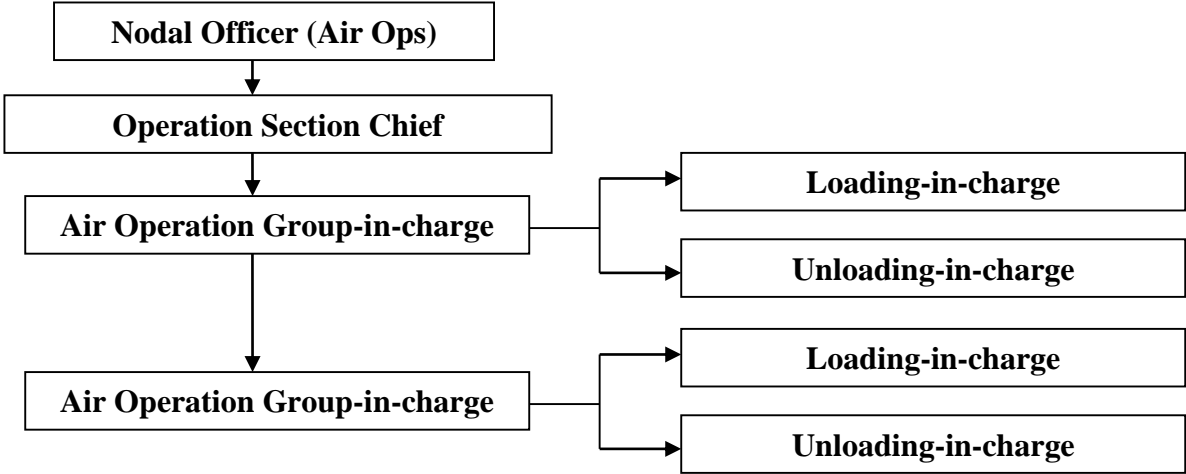 Nodal Officer (Air Ops)
Operation Section Chief
Air Operation Group-in-charge
Loading-in-charge
Unloading-in-charge
Air Operation Group-in-charge
Loading-in-charge
Unloading-in-charge